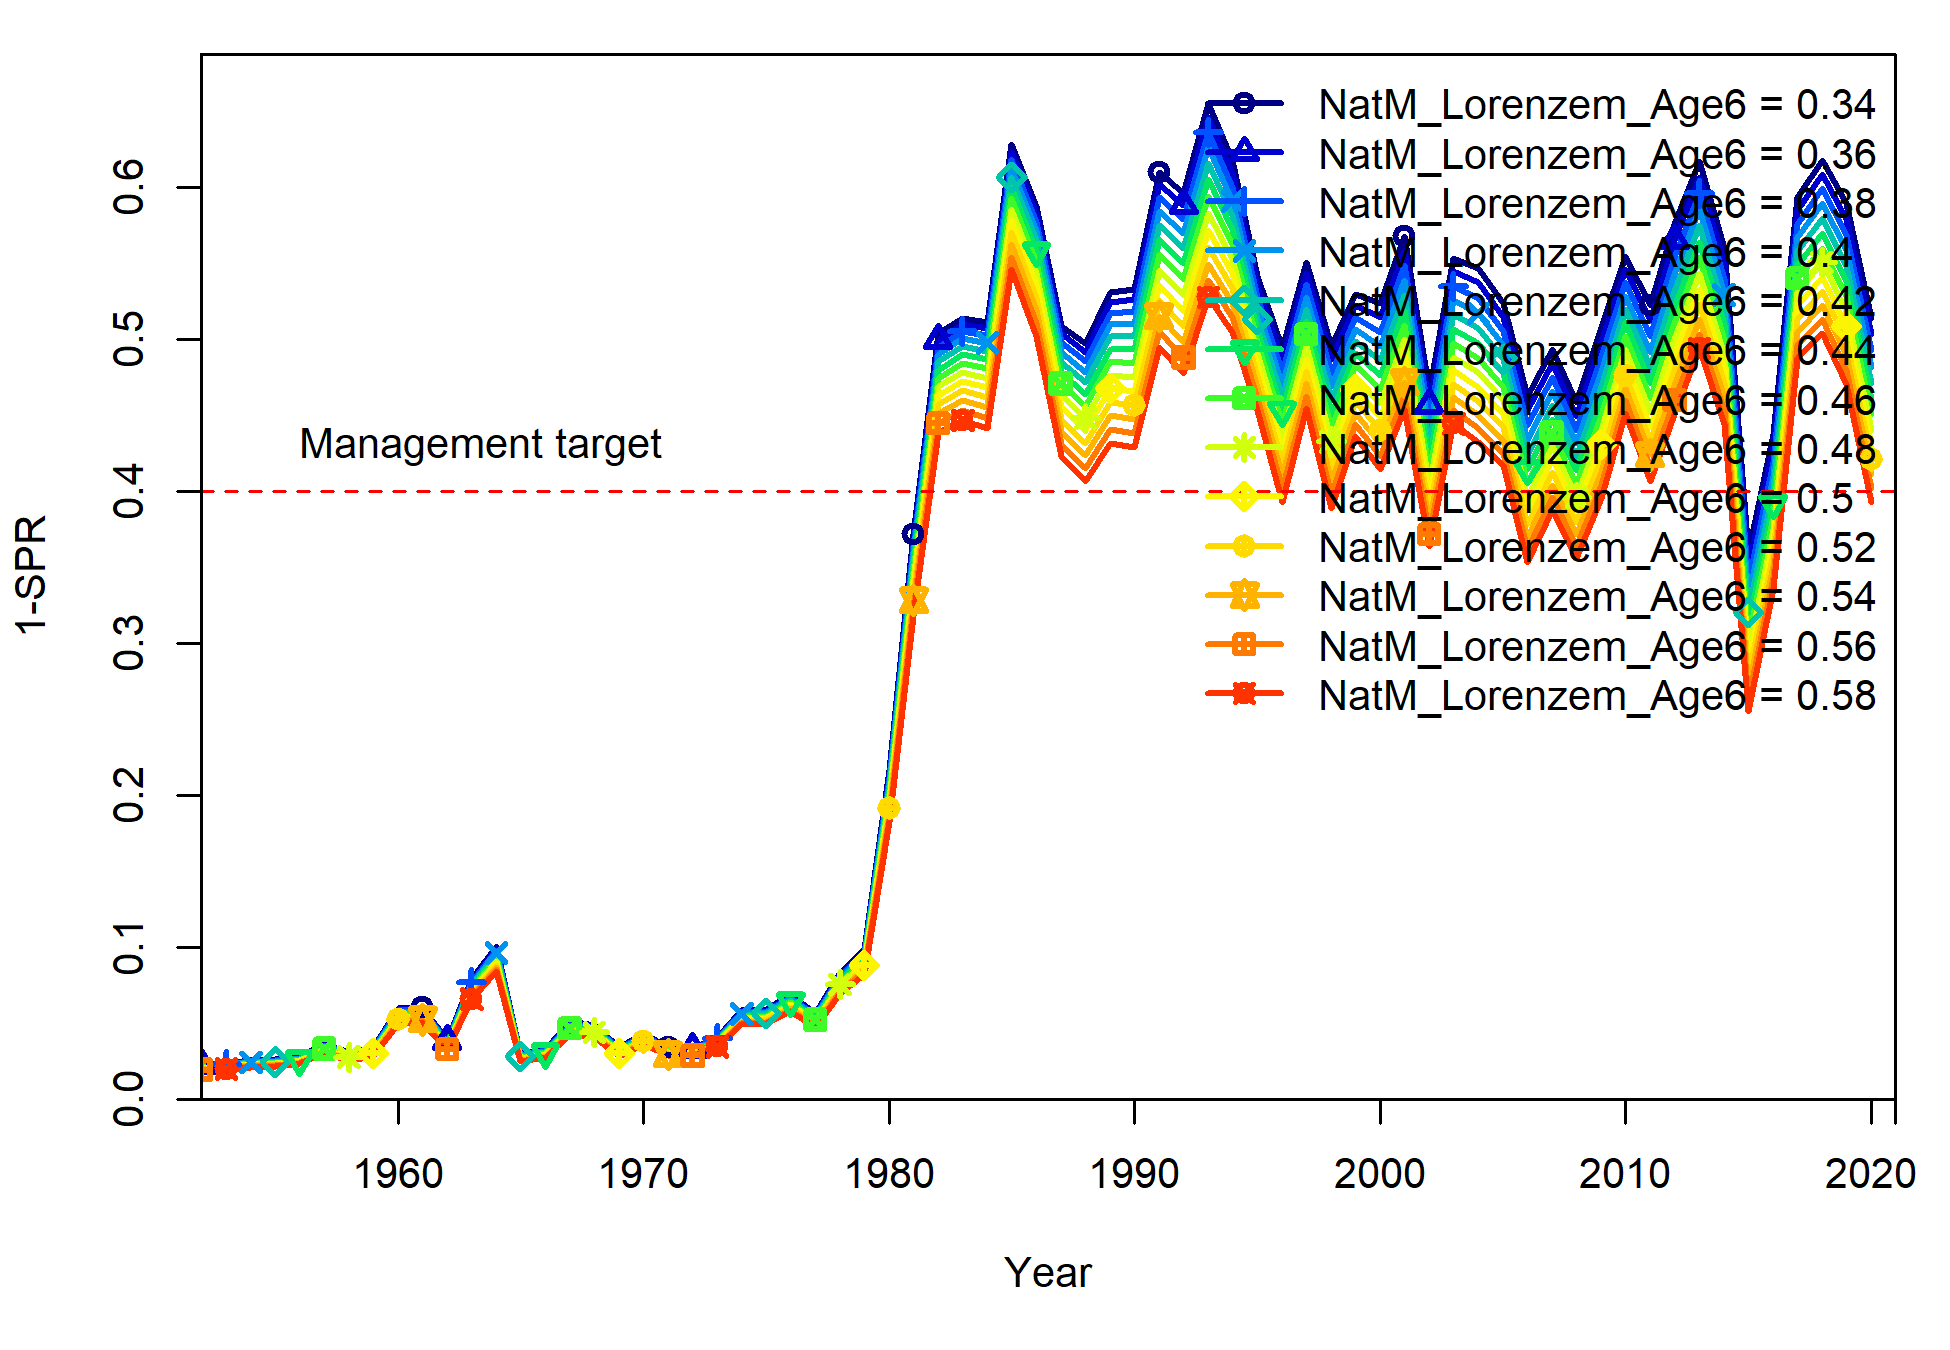 NatM_Lorenzem_Age6 = 0.34
NatM_Lorenzem_Age6 = 0.36
NatM_Lorenzem_Age6 = 0.38
NatM_Lorenzem_Age6 = 0.4
NatM_Lorenzem_Age6 = 0.42
NatM_Lorenzem_Age6 = 0.44
NatM_Lorenzem_Age6 = 0.46
NatM_Lorenzem_Age6 = 0.48
NatM_Lorenzem_Age6 = 0.5
NatM_Lorenzem_Age6 = 0.52
NatM_Lorenzem_Age6 = 0.54
NatM_Lorenzem_Age6 = 0.56
NatM_Lorenzem_Age6 = 0.58
Management target
1-SPR
0.6
0.5
0.4
0.3
0.2
0.1
0.0
1960 1970 1980 1990 2000 2010 2020
Year